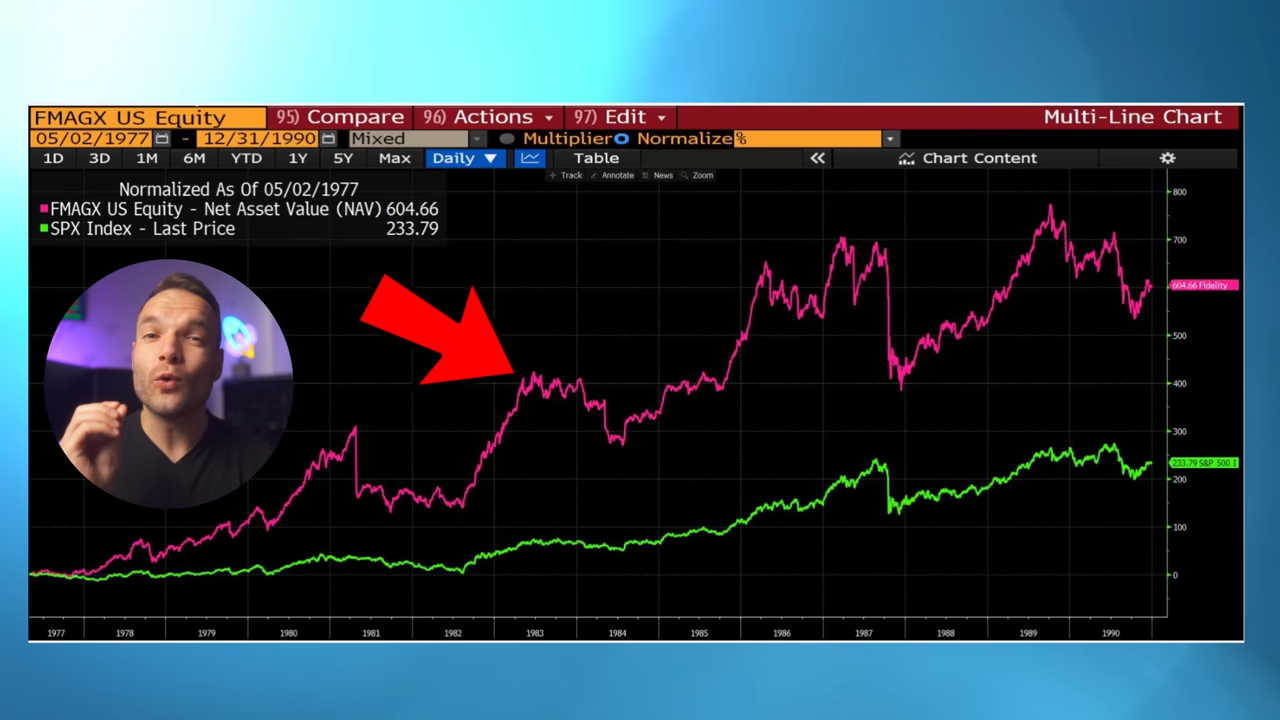 FMAGX US Equity 95) Compare 96) Actions 97) Edit Multi-Line Chart
05/02/1977 - 12/31/1990 Mixed Multiplier Normalize %
1D 3D 1M 6M YTD 1Y 5Y Max Daily ▼ Table « Chart Content
Track Annotate News Zoom
Normalized As Of 05/02/1977
FMAGX US Equity - Net Asset Value (NAV) 604.66
SPX Index - Last Price 233.79
800
700
604.66 Fidelity
500
400
300
233.79 S&P 500 I
200
100
0
1977 1978 1979 1980 1981 1982 1983 1984 1985 1986 1987 1988 1989 1990